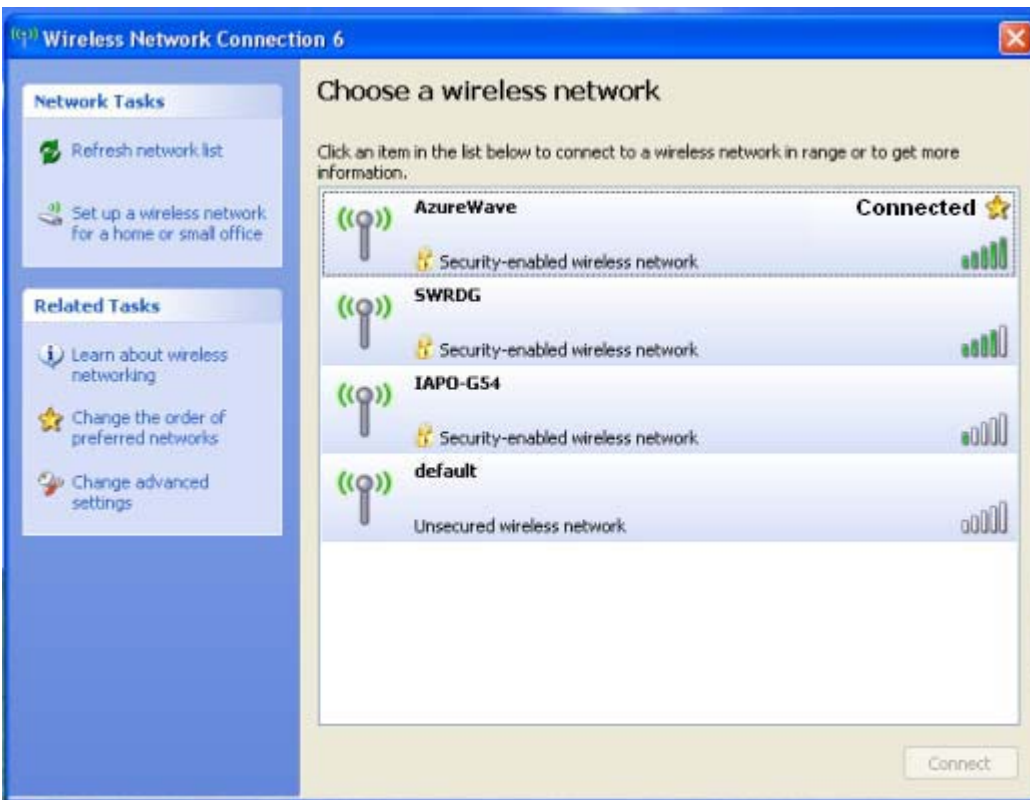 Wireless Network Connection 6
Network Tasks
Refresh network list
Set up a wireless network
for a home or small office
Related Tasks
Learn about wireless
networking
Change the order of
preferred networks
Change advanced
settings
Choose a wireless network
Click an item in the list below to connect to a wireless network in range or to get more
information.
AzureWave Connected
Security-enabled wireless network
SWRDG
Security-enabled wireless network
IAPO-G54
Security-enabled wireless network
default
Unsecured wireless network
Connect